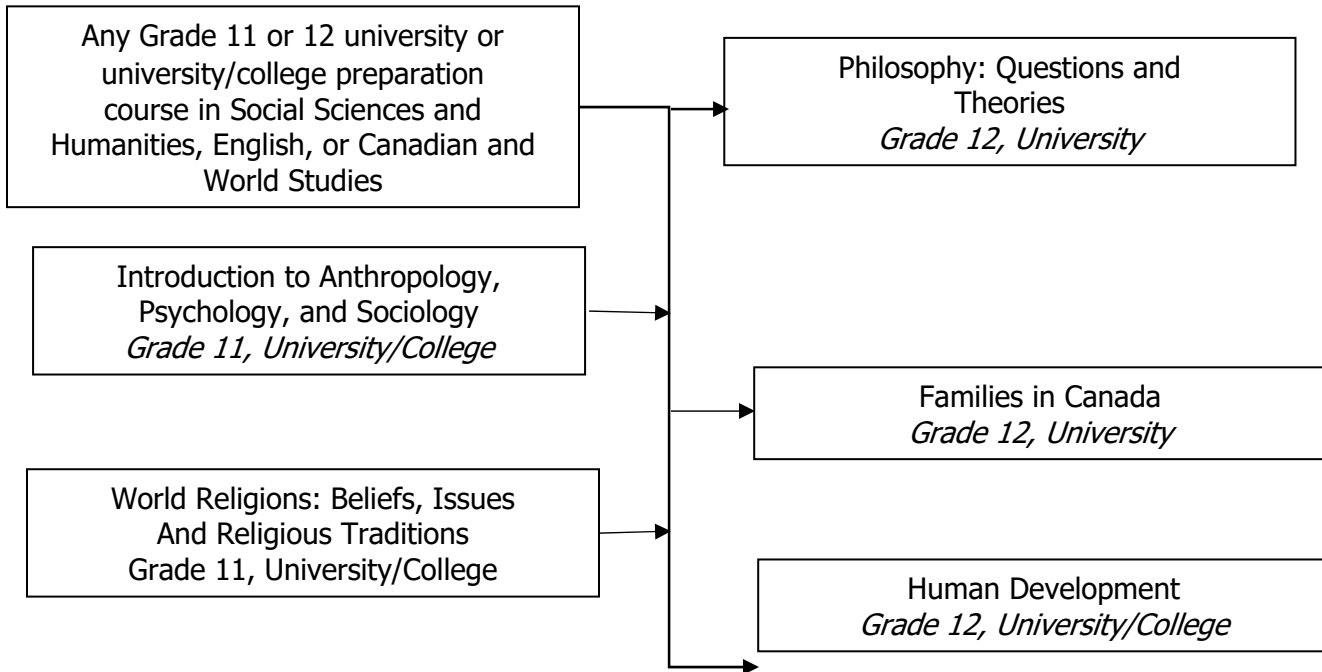 Any Grade 11 or 12 university or
university/college preparation
course in Social Sciences and
Humanities, English, or Canadian and
World Studies
Philosophy: Questions and
Theories
Grade 12, University
Introduction to Anthropology,
Psychology, and Sociology
Grade 11, University/College
Families in Canada
Grade 12, University
World Religions: Beliefs, Issues
And Religious Traditions
Grade 11, University/College
Human Development
Grade 12, University/College